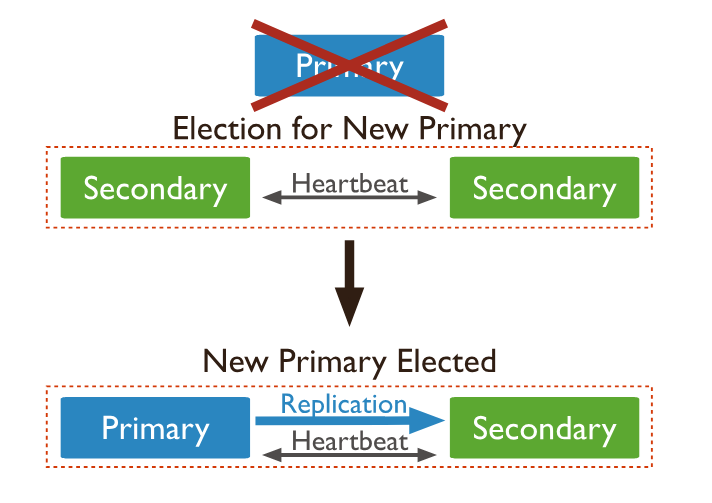 Primary
Election for New Primary
Secondary
Heartbeat
Secondary
New Primary Elected
Primary
Replication
Heartbeat
Secondary